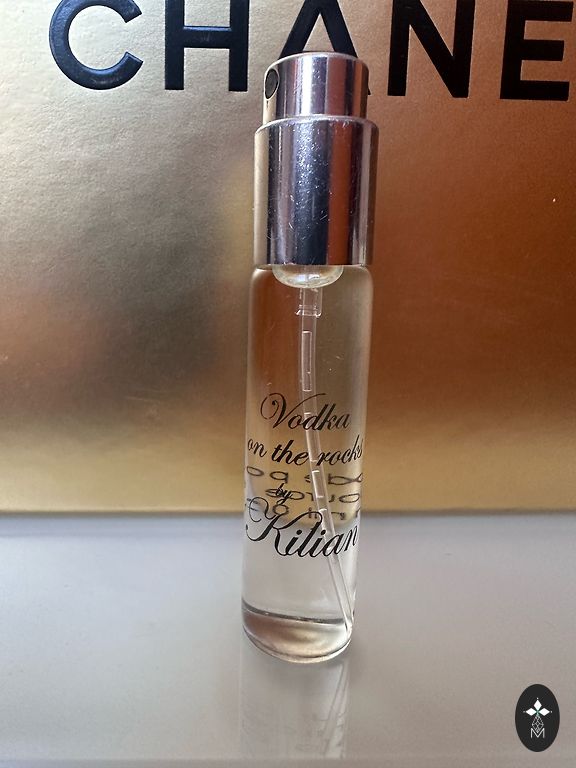 CHANE
Vodka
on the rocks
by
Kilian
M